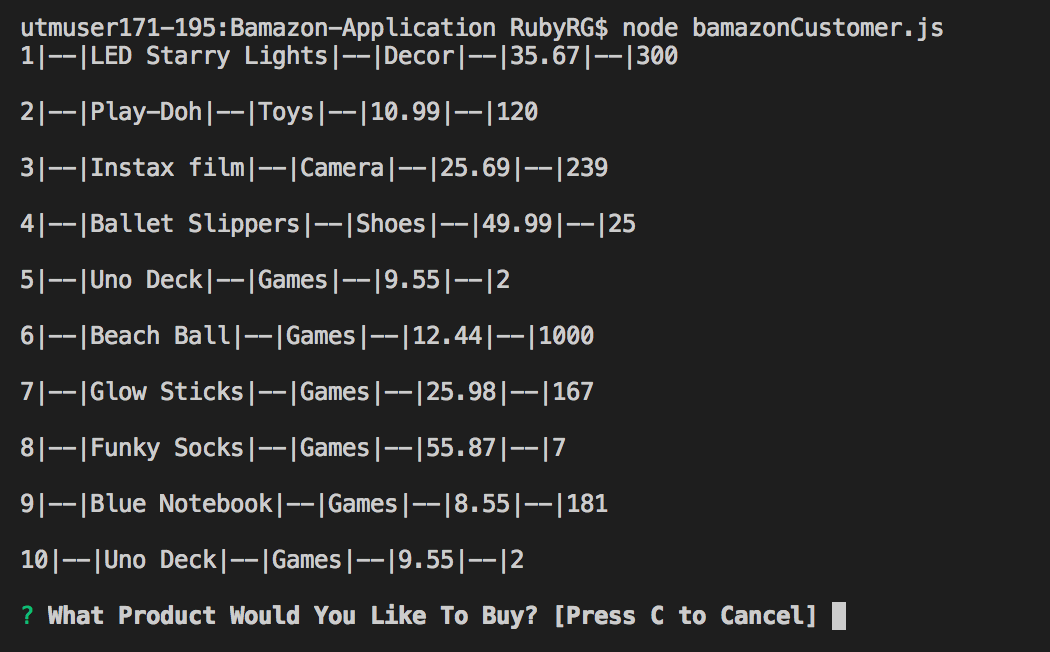 utmuser171-195:Bamazon-Application RubyRG$ node bamazonCustomer.js
1|--|LED Starry Lights|--|Decor|--|35.67|--|300
2|--|Play-Doh|--|Toys|--|10.99|--|120
3|--|Instax film|--|Camera|--|25.69|--|239
4|--|Ballet Slippers|--|Shoes|--|49.99|--|25
5|--|Uno Deck|--|Games|--|9.55|--|2
6|--|Beach Ball|--|Games|--|12.44|--|1000
7|--|Glow Sticks|--|Games|--|25.98|--|167
8|--|Funky Socks|--|Games|--|55.87|--|7
9|--|Blue Notebook|--|Games|--|8.55|--|181
10|--|Uno Deck|--|Games|--|9.55|--|2
? What Product Would You Like To Buy? [Press C to Cancel]